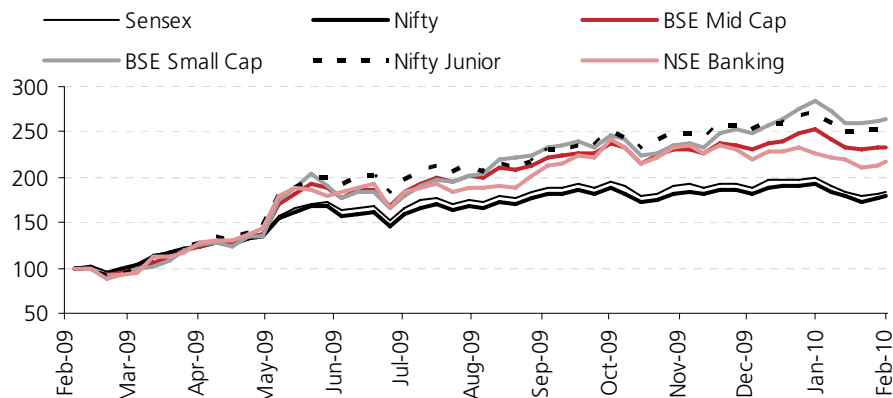 Sensex Nifty BSE Mid Cap
BSE Small Cap Nifty Junior NSE Banking
300
250
200
150
100
50
Feb-09 Mar-09 Apr-09 May-09 Jun-09 Jul-09 Aug-09 Sep-09 Oct-09 Nov-09 Dec-09 Jan-10 Feb-10